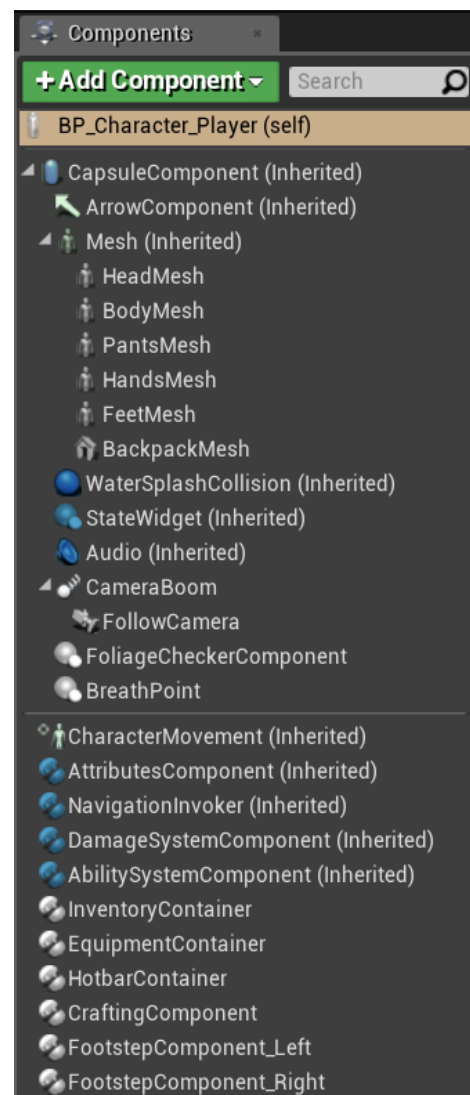 Components
+Add Component
Search
BP_Character_Player (self)
CapsuleComponent (Inherited)
ArrowComponent (Inherited)
Mesh (Inherited)
HeadMesh
BodyMesh
PantsMesh
HandsMesh
FeetMesh
BackpackMesh
WaterSplashCollision (Inherited)
StateWidget (Inherited)
Audio (Inherited)
CameraBoom
FollowCamera
FoliageCheckerComponent
BreathPoint
CharacterMovement (Inherited)
AttributesComponent (Inherited)
NavigationInvoker (Inherited)
DamageSystemComponent (Inherited)
AbilitySystemComponent (Inherited)
InventoryContainer
EquipmentContainer
HotbarContainer
CraftingComponent
FootstepComponent_Left
FootstepComponent_Right